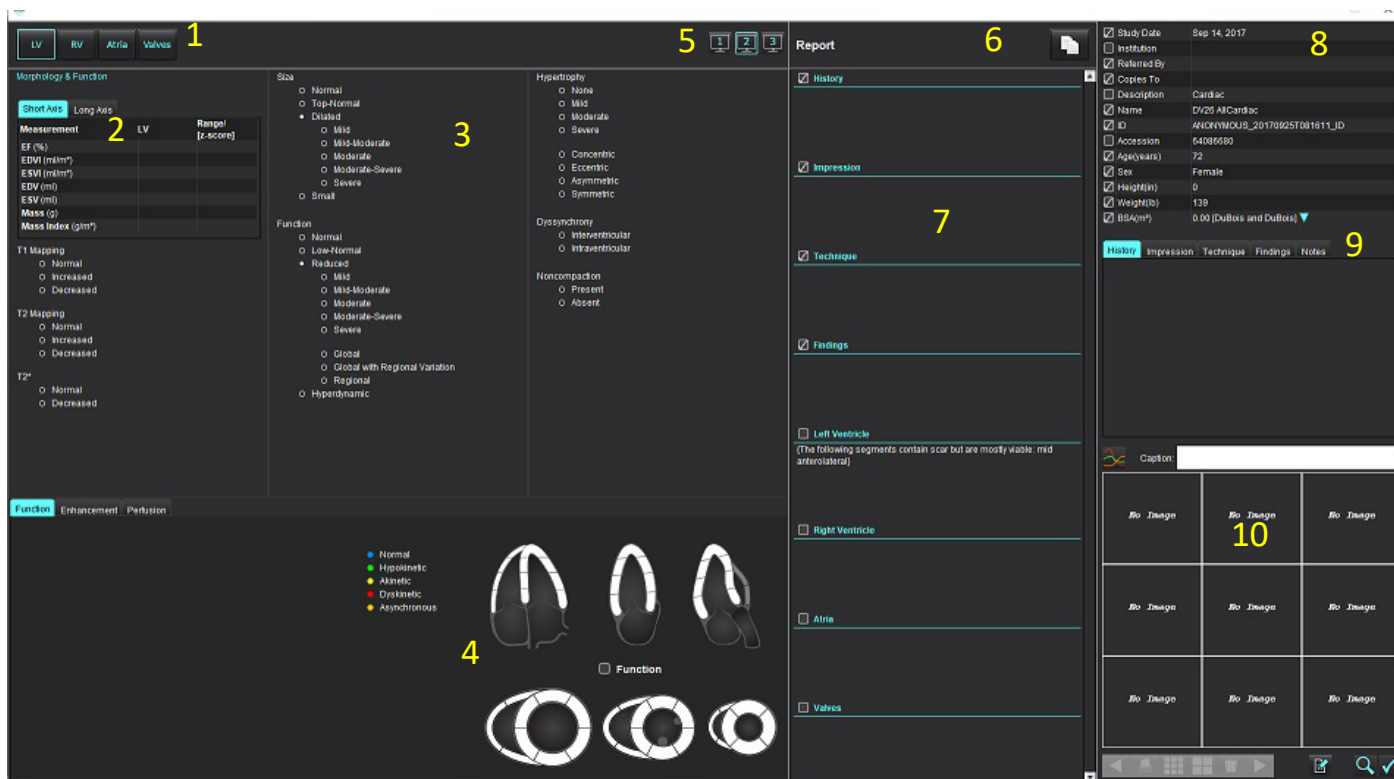 LV RV Atria Valves 1
5 1 2 3
Report 6
Morphology & Function
Short Axis Long Axis
2
Measurement LV Range/
[z-score]
EF (%)
EDVI (ml/m²)
ESVI (ml/m²)
EDV (ml)
ESV (ml)
Mass (g)
Mass Index (g/m²)
T1 Mapping
Normal
Increased
Decreased
T2 Mapping
Normal
Increased
Decreased
T2*
Normal
Decreased
Size
Normal
Top-Normal
Dilated
Mild
Mild-Moderate
Moderate
Moderate-Severe
Severe
Small
3
Function
Normal
Low-Normal
Reduced
Mild
Mild-Moderate
Moderate
Moderate-Severe
Severe
Global
Global with Regional Variation
Regional
Hyperdynamic
Hypertrophy
None
Mild
Moderate
Severe
Concentric
Eccentric
Asymmetric
Symmetric
Dyssynchrony
Interventricular
Intraventricular
Noncompaction
Present
Absent
Function Enhancement Perfusion
Normal
Hypokinetic
Akinetic
Dyskinetic
Asynchronous
4
Function
History
Impression
7
Technique
Findings
Left Ventricle
(The following segments contain scar but are mostly viable: mid
anterolateral)
Right Ventricle
Atria
Valves
Study Date Sep 14, 2017
8
Institution
Referred By
Copies To
Description Cardiac
Name DV26 AllCardiac
ID ANONYMOUS_20170925T081611_ID
Accession 64086680
Age(years) 72
Sex Female
Height(in) 0
Weight(lb) 139
BSA(m²) 0.00 (DuBois and DuBois)
History Impression Technique Findings Notes 9
Caption:
No Image No Image No Image
10
No Image No Image No Image
No Image No Image No Image